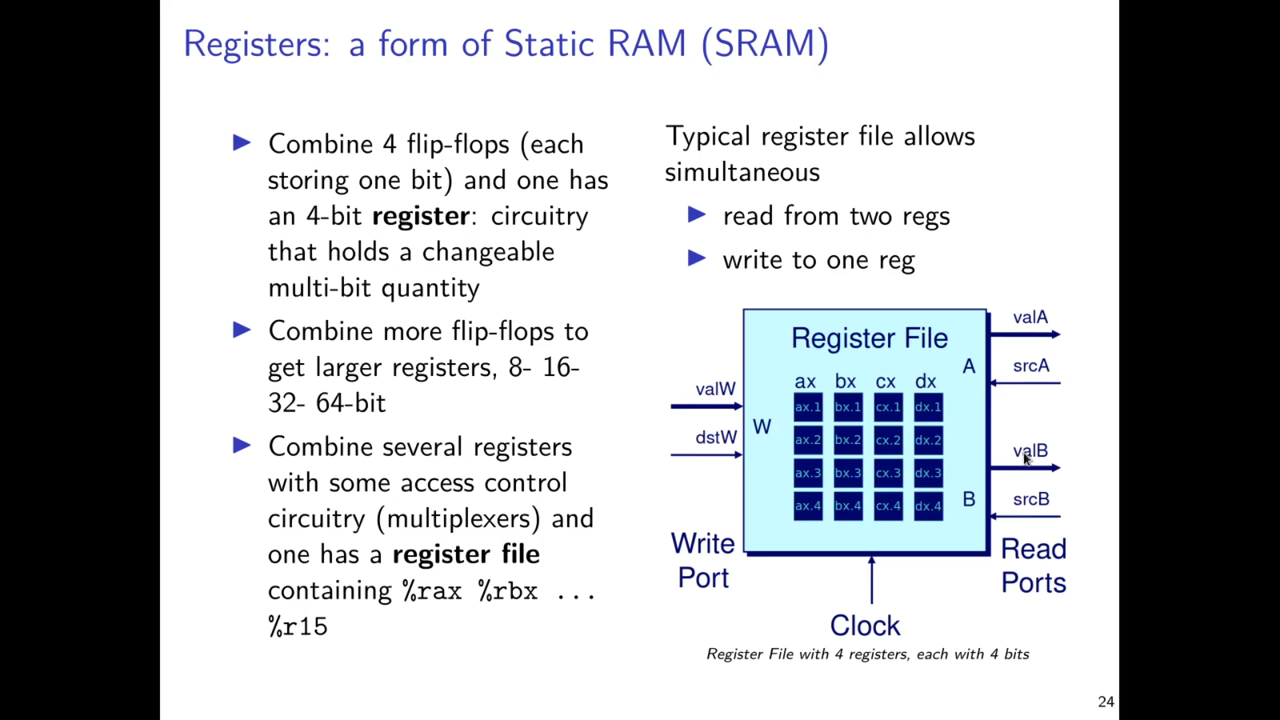 Registers: a form of Static RAM (SRAM)
Combine 4 flip-flops (each
storing one bit) and one has
an 4-bit register: circuitry
that holds a changeable
multi-bit quantity
Combine more flip-flops to
get larger registers, 8- 16-
32- 64-bit
Combine several registers
with some access control
circuitry (multiplexers) and
one has a register file
containing %rax %rbx ...
%r15
Typical register file allows
simultaneous
read from two regs
write to one reg
Register File
ax bx cx dx
ax.1 bx.1 cx.1 dx.1
ax.2 bx.2 cx.2 dx.2
ax.3 bx.3 cx.3 dx.3
ax.4 bx.4 cx.4 dx.4
valW
dstW
W
Write
Port
A
valA
srcA
B
valB
srcB
Read
Ports
Clock
Register File with 4 registers, each with 4 bits
24